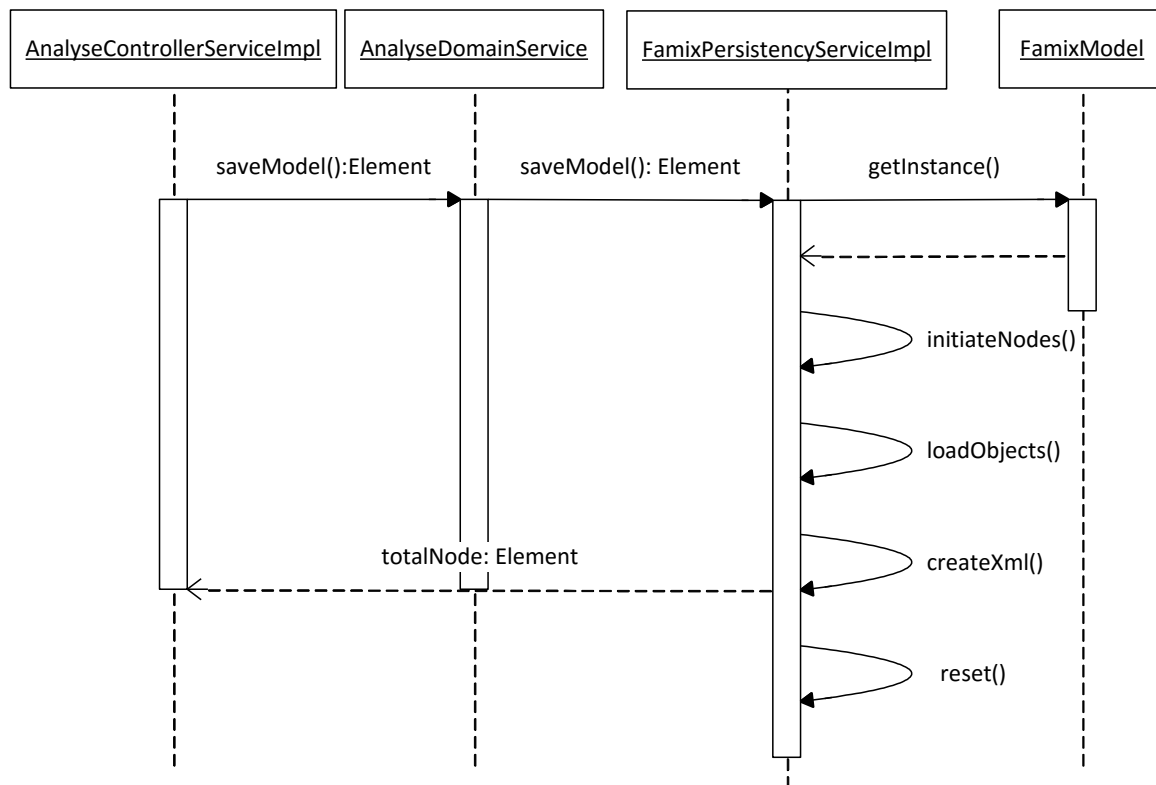 AnalyseControllerServiceImpl
AnalyseDomainService
FamixPersistencyServiceImpl
FamixModel
saveModel():Element
saveModel(): Element
getInstance()
initiateNodes()
loadObjects()
totalNode: Element
createXml()
reset()